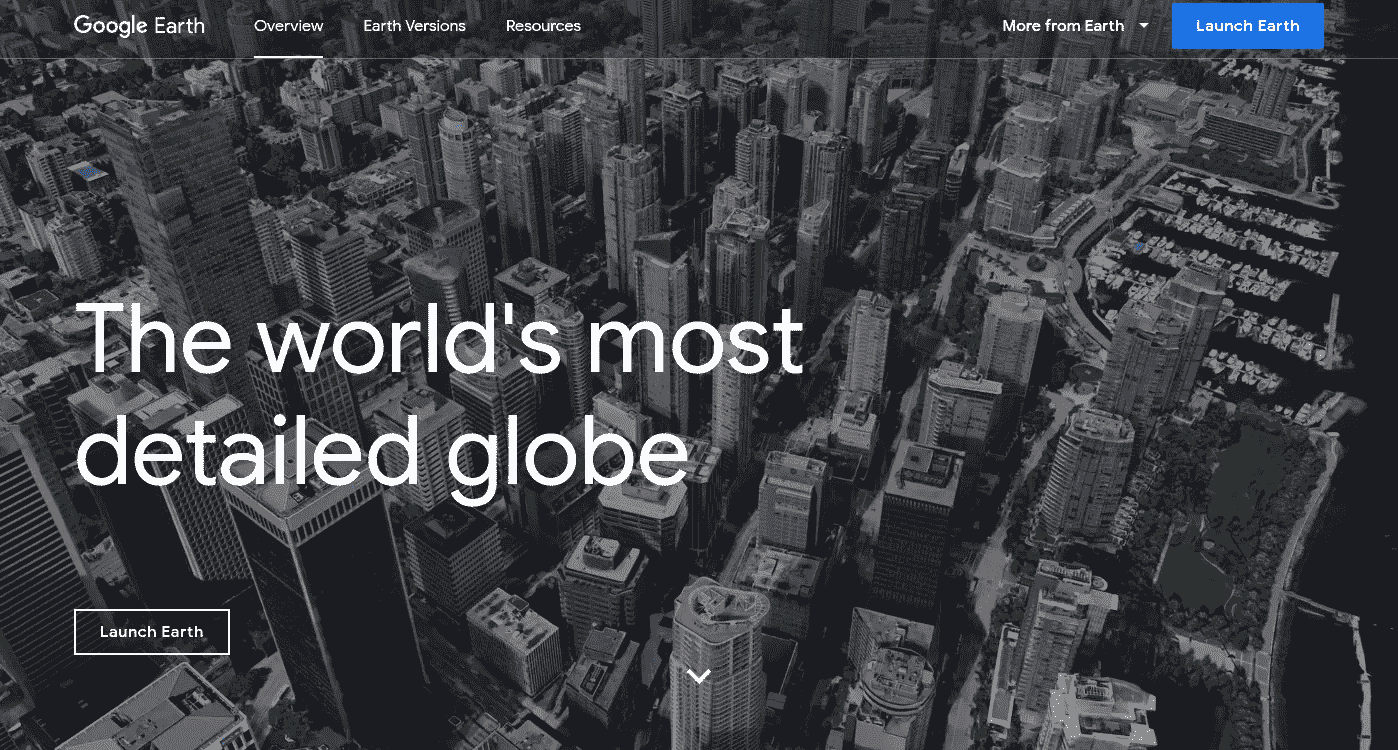 Google Earth
Overview
Earth Versions
Resources
More from Earth
Launch Earth
The world's most
detailed globe
Launch Earth